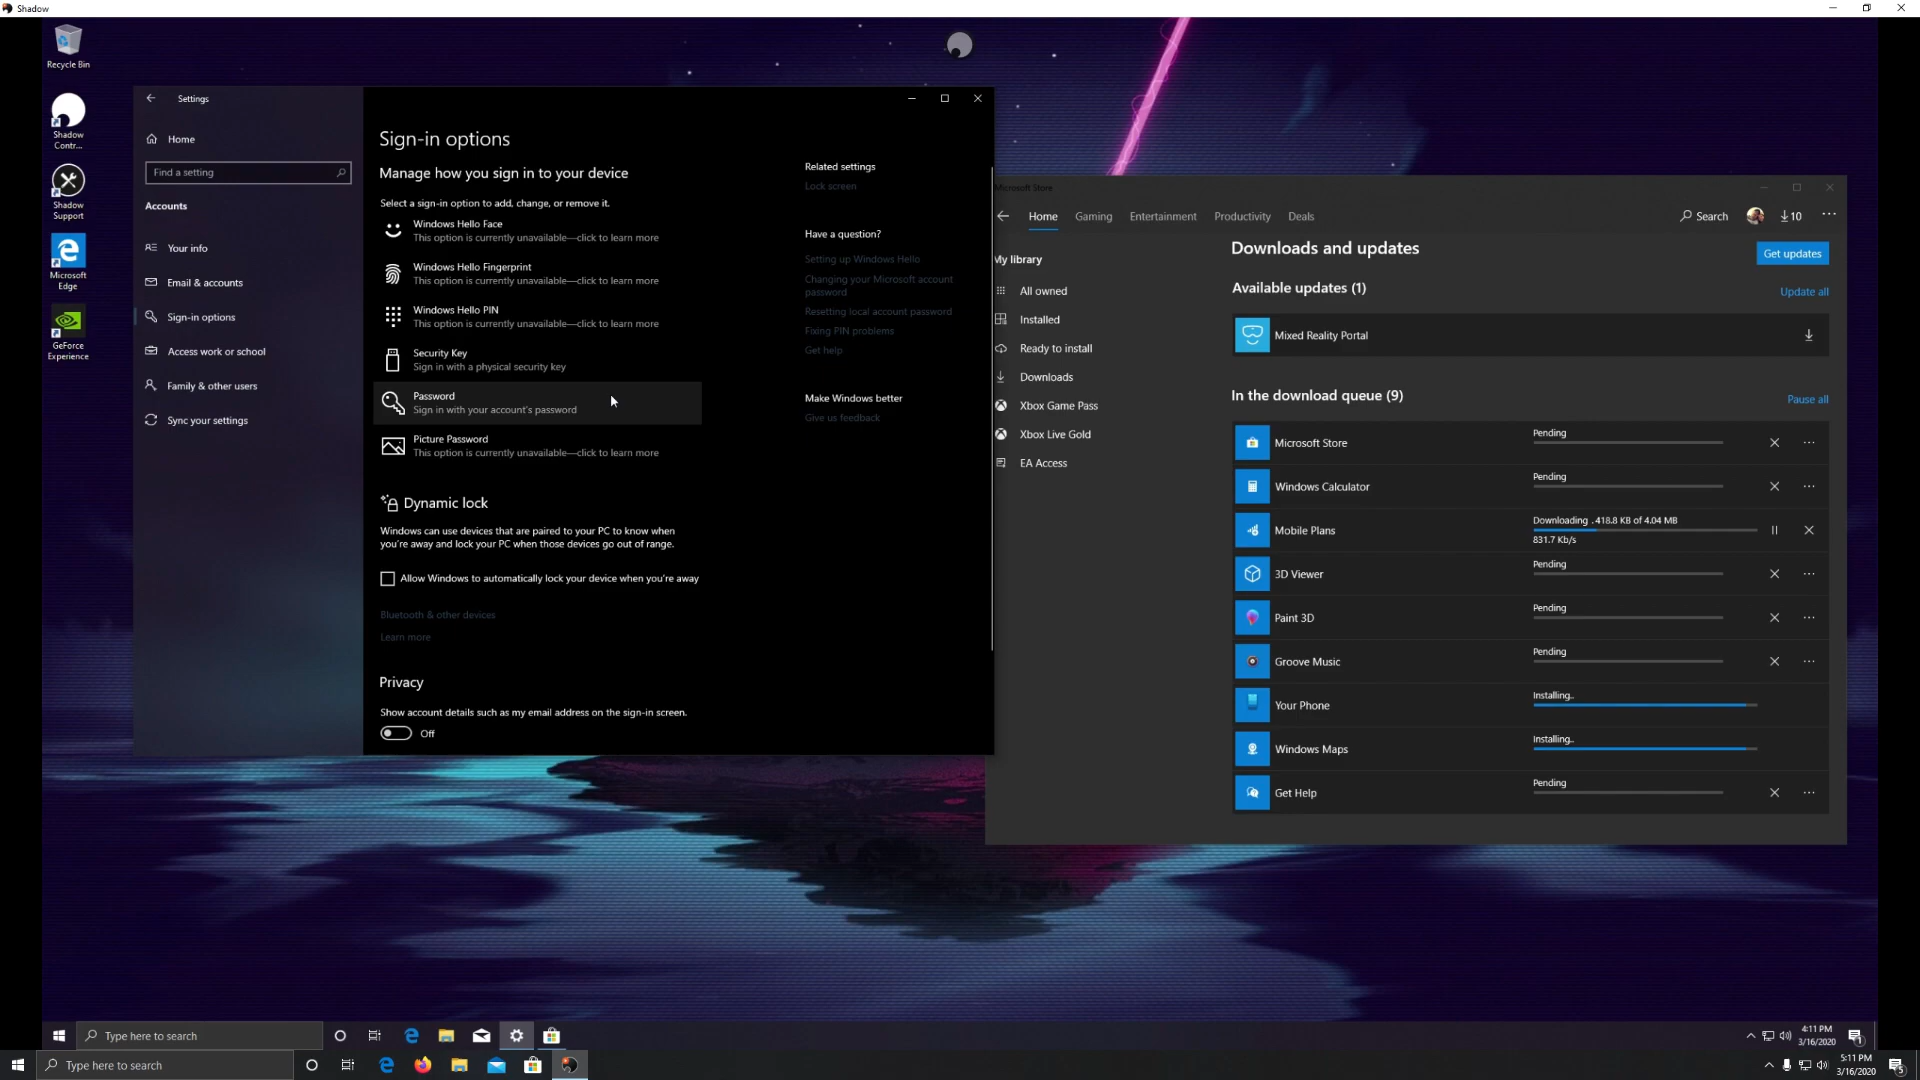 Shadow
Recycle Bin
Shadow
Contr...
Shadow
Support
Microsoft
Edge
GeForce
Experience
Settings
Home
Find a setting
Accounts
Your info
Email & accounts
Sign-in options
Access work or school
Family & other users
Sync your settings
Sign-in options
Manage how you sign in to your device
Select a sign-in option to add, change, or remove it.
Windows Hello Face
This option is currently unavailable—click to learn more
Windows Hello Fingerprint
This option is currently unavailable—click to learn more
Windows Hello PIN
This option is currently unavailable—click to learn more
Security Key
Sign in with a physical security key
Password
Sign in with your account's password
Picture Password
This option is currently unavailable—click to learn more
Dynamic lock
Windows can use devices that are paired to your PC to know when
you're away and lock your PC when those devices go out of range.
Allow Windows to automatically lock your device when you're away
Bluetooth & other devices
Learn more
Privacy
Show account details such as my email address on the sign-in screen.
Off
Related settings
Lock screen
Have a question?
Setting up Windows Hello
Changing your Microsoft account
password
Resetting local account password
Fixing PIN problems
Get help
Make Windows better
Give us feedback
Microsoft Store
Home
Gaming
Entertainment
Productivity
Deals
Search
10
My library
All owned
Installed
Ready to install
Downloads
Xbox Game Pass
Xbox Live Gold
EA Access
Downloads and updates
Get updates
Available updates (1)
Update all
Mixed Reality Portal
In the download queue (9)
Pause all
Microsoft Store
Pending
Windows Calculator
Pending
Mobile Plans
Downloading ..418.8 KB of 4.04 MB
831.7 Kb/s
3D Viewer
Pending
Paint 3D
Pending
Groove Music
Pending
Your Phone
Installing..
Windows Maps
Installing..
Get Help
Pending
Type here to search
4:11 PM
3/16/2020
1
Type here to search
5:11 PM
3/16/2020
5